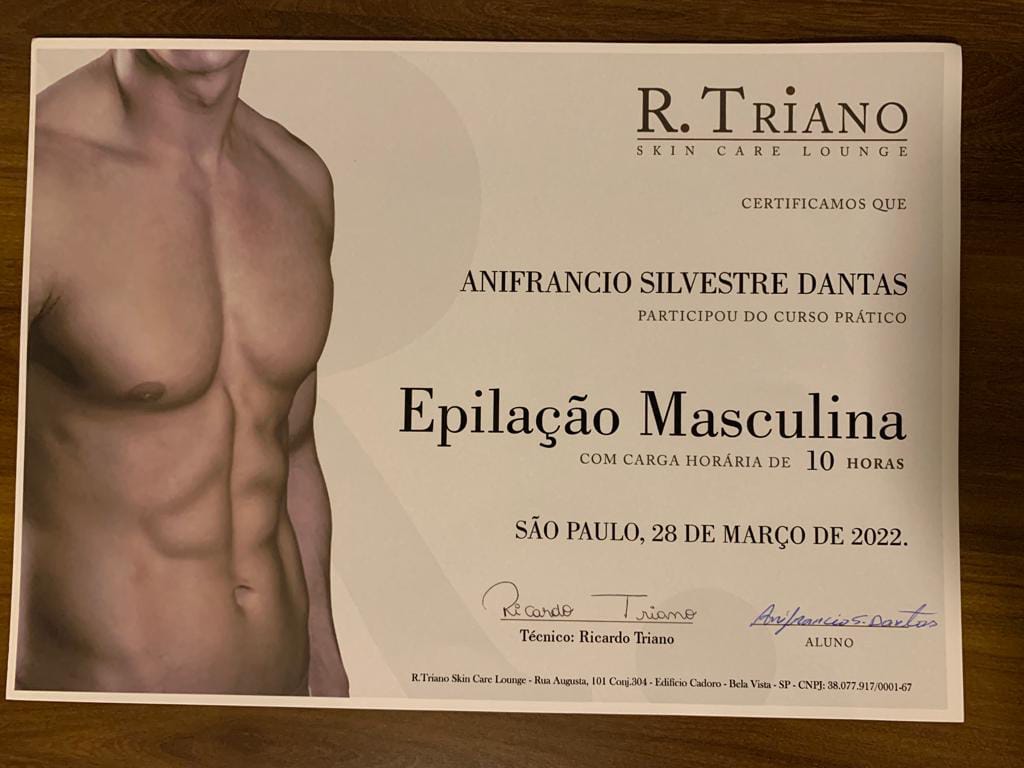 R. TRIANO
SKIN CARE LOUNGE
CERTIFICAMOS QUE
ANIFRANCIO SILVESTRE DANTAS
PARTICIPOU DO CURSO PRÁTICO
Epilação Masculina
COM CARGA HORÁRIA DE 10 HORAS
SÃO PAULO, 28 DE MARÇO DE 2022.
Ricardo Triano
Anifrancio S. Dantas
Técnico: Ricardo Triano
ALUNO
R.Triano Skin Care Lounge - Rua Augusta, 101 Conj.304 - Edifício Cadoro - Bela Vista - SP - CNPJ: 38.077.917/0001-67